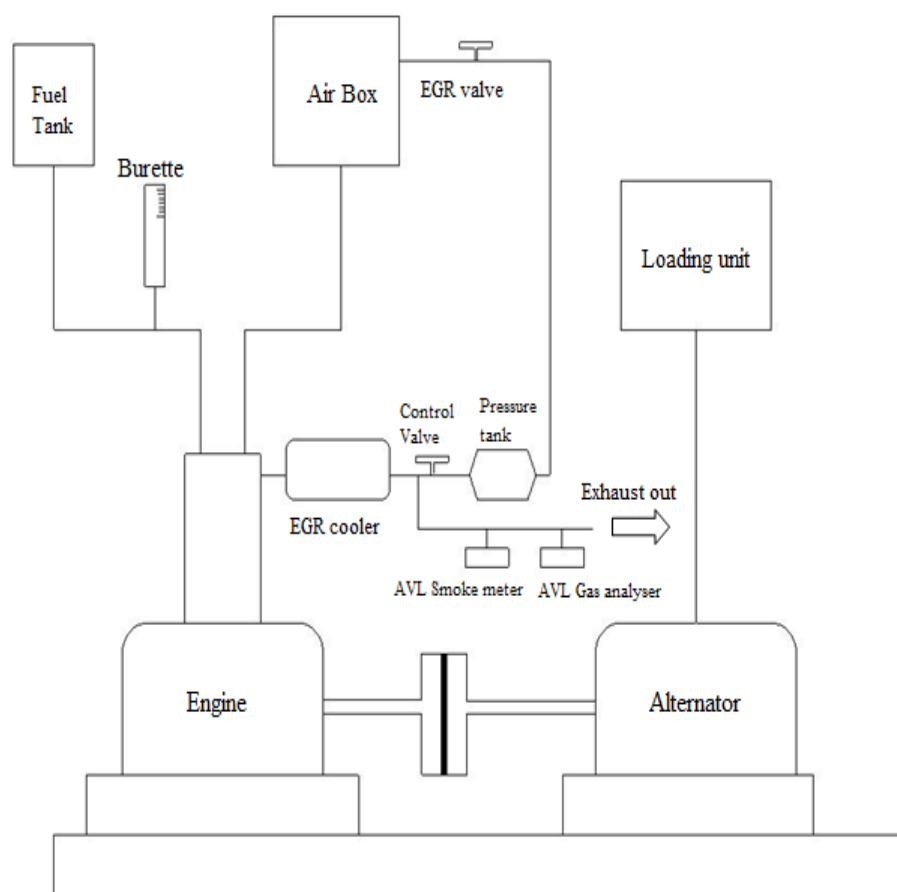 Fuel
Tank
Air Box
EGR valve
Burette
Loading unit
Control
Valve
Pressure
tank
EGR cooler
Exhaust out
AVL Smoke meter
AVL Gas analyser
Engine
Alternator